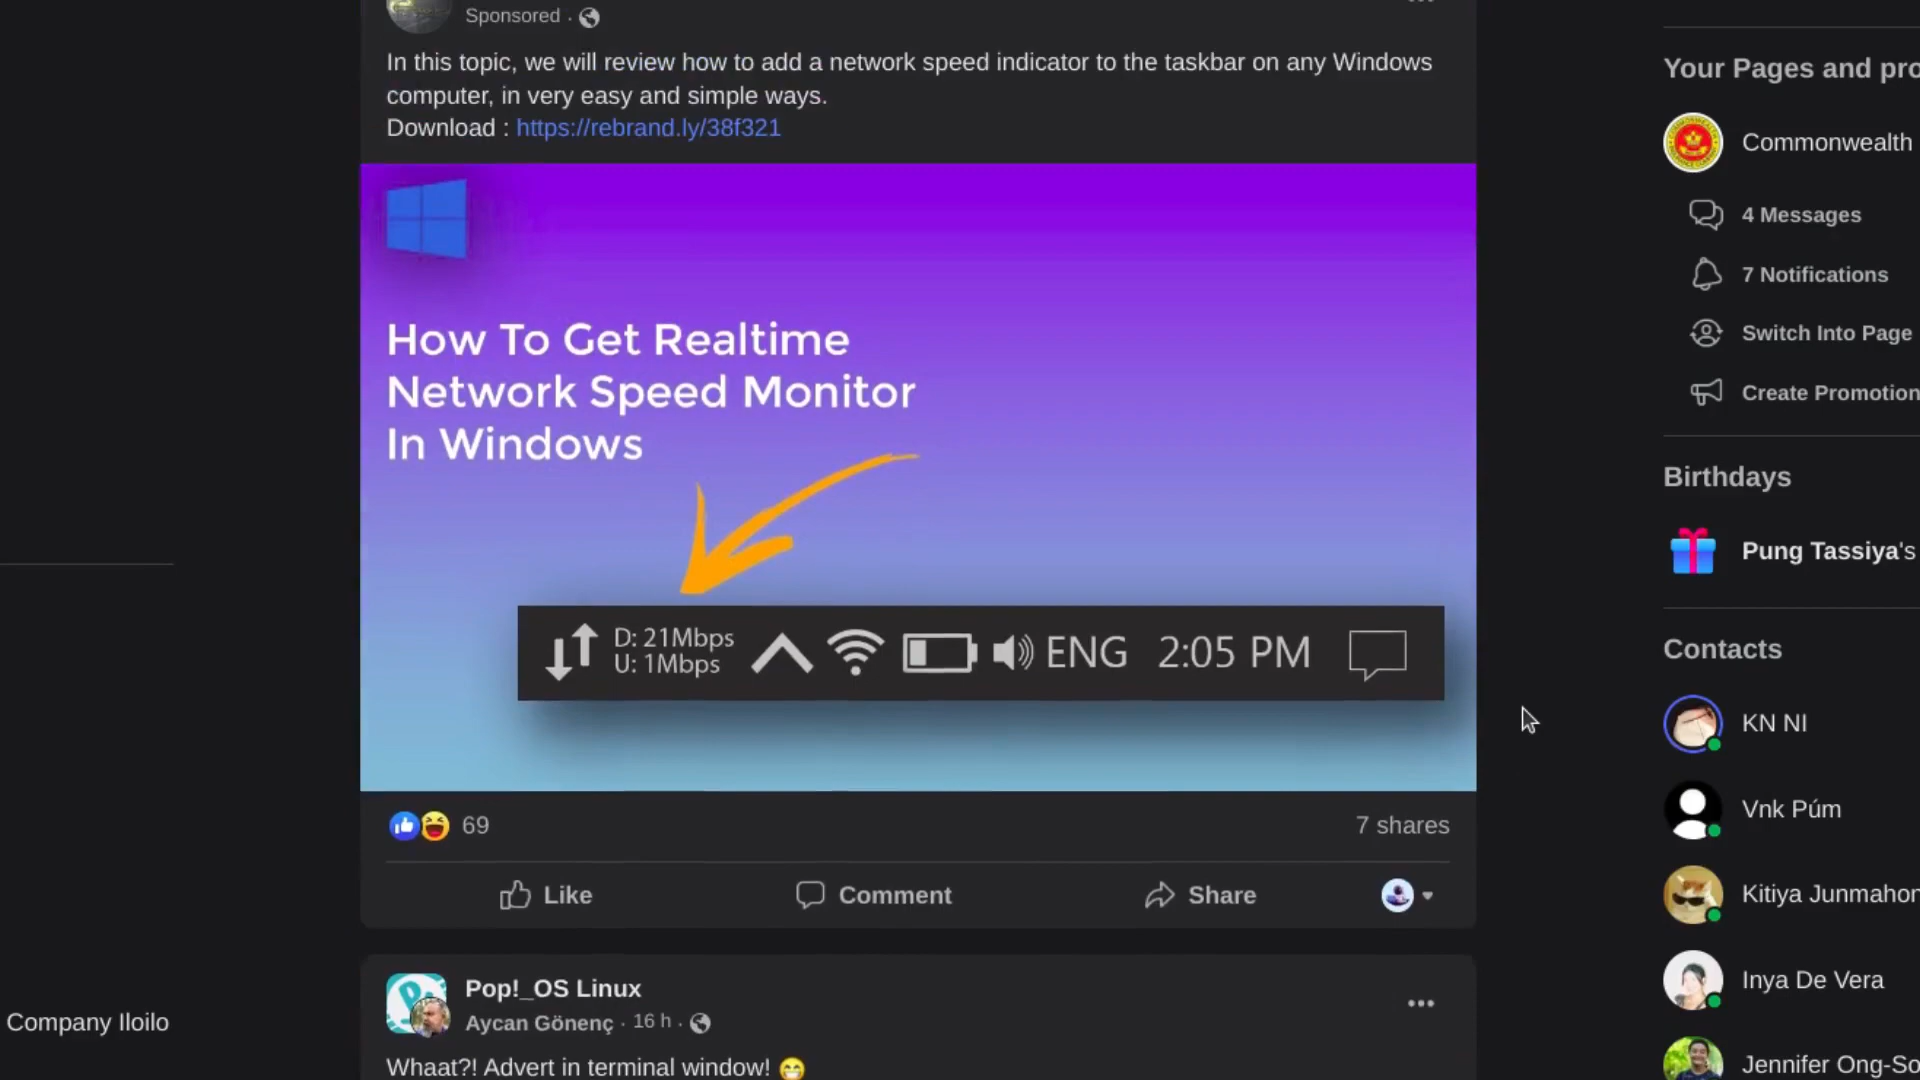 Sponsored ·
In this topic, we will review how to add a network speed indicator to the taskbar on any Windows
computer, in very easy and simple ways.
Download : https://rebrand.ly/38f321
How To Get Realtime
Network Speed Monitor
In Windows
D: 21Mbps
U: 1Mbps
ENG
2:05 PM
69
7 shares
Like
Comment
Share
Pop!_OS Linux
Aycan Gönenç · 16 h ·
Whaat?! Advert in terminal window! 😁
Company Iloilo
Your Pages and pro
Commonwealth
4 Messages
7 Notifications
Switch Into Page
Create Promotion
Birthdays
Pung Tassiya's
Contacts
KN NI
Vnk Púm
Kitiya Junmahor
Inya De Vera
Jennifer Ong-So